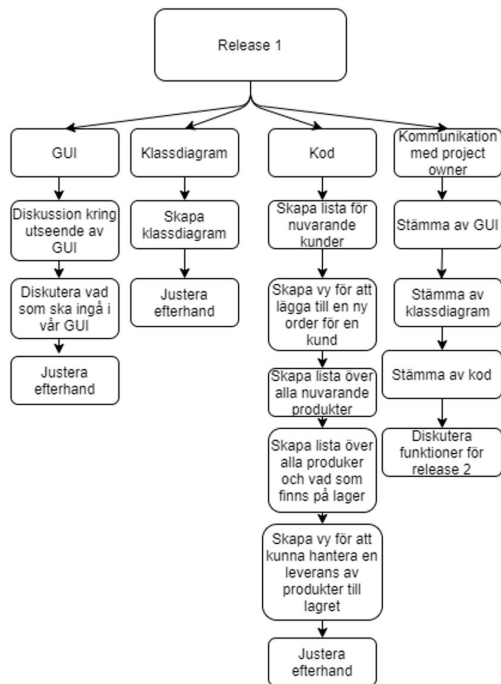 Release 1
GUI
Diskussion kring
utseende av
GUI
Diskutera vad
som ska ingå i
vår GUI
Justera
efterhand
Klassdiagram
Skapa
klassdiagram
Justera
efterhand
Kod
Skapa lista för
nuvarande
kunder
Skapa vy för att
lägga till en ny
order för en
kund
Skapa lista över
alla nuvarande
produkter
Skapa lista över
alla produker
och vad som
finns på lager
Skapa vy för att
kunna hantera en
leverans av
produkter till
lagret
Justera
efterhand
Kommunikation
med project
owner
Stämma av GUI
Stämma av
klassdiagram
Stämma av kod
Diskutera
funktioner för
release 2